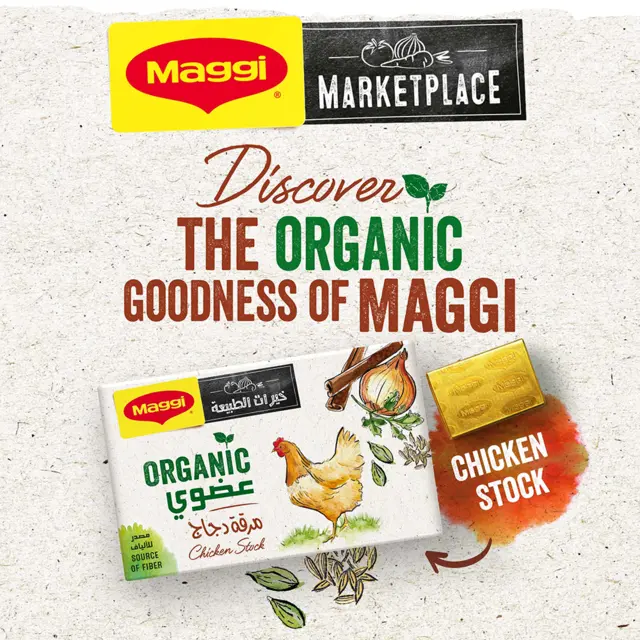 Maggi®
MARKETPLACE
Discover
THE ORGANIC
GOODNESS OF MAGGI
Maggi
خيرات الطبيعة
ORGANIC
عضوي
مرقة دجاج
Chicken Stock
مصدر
للألياف
SOURCE
OF FIBER
Maggi
CHICKEN
STOCK